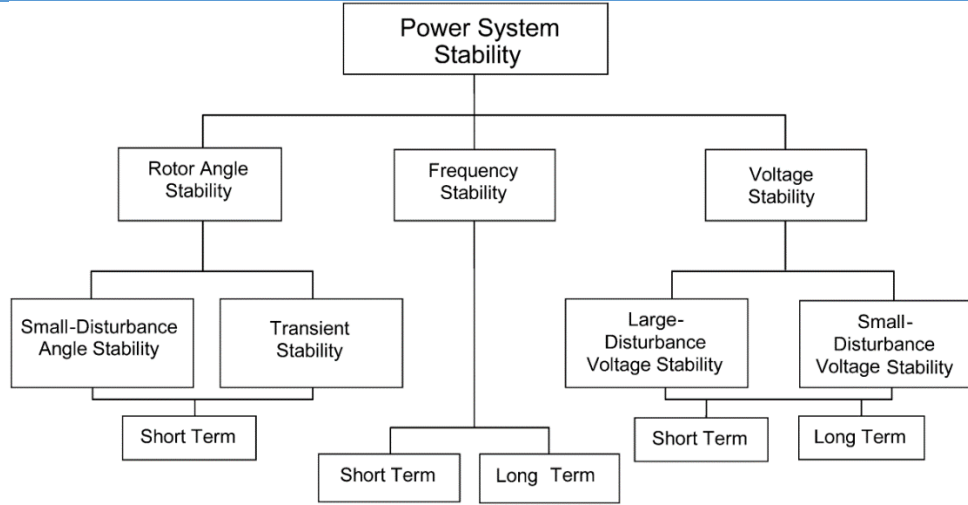 Power System
Stability
Rotor Angle
Stability
Frequency
Stability
Voltage
Stability
Small-Disturbance
Angle Stability
Transient
Stability
Large-
Disturbance
Voltage Stability
Small-
Disturbance
Voltage Stability
Short Term
Short Term
Long Term
Short Term
Long Term